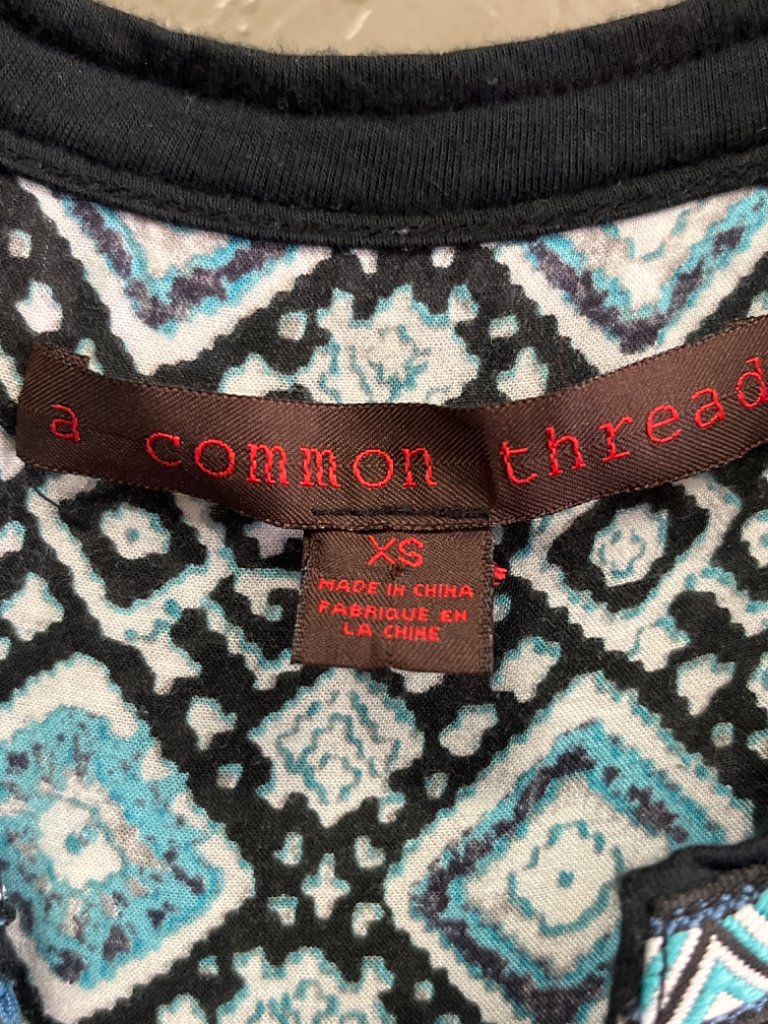 a common thread
XS
MADE IN CHINA
FABRIQUE EN
LA CHINE